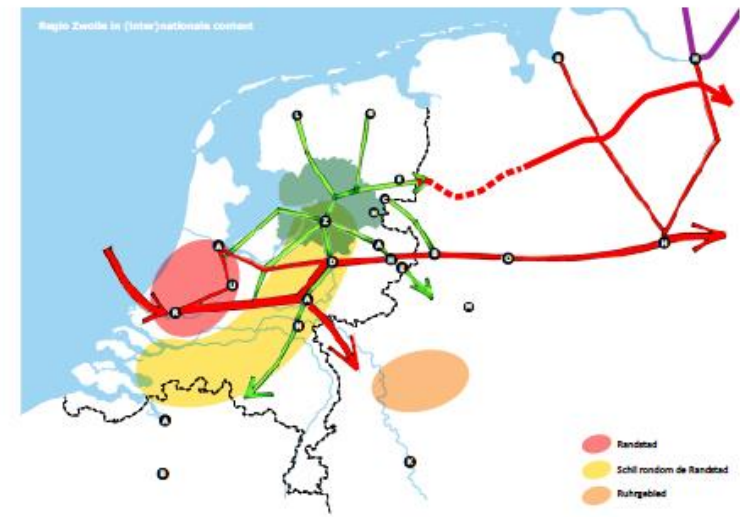 Regio Zwolle in (inter)nationale context
L
Z
A
D
U
R
A
N
O
H
A
B
K
Randstad
Schil rondom de Randstad
Ruhrgebied